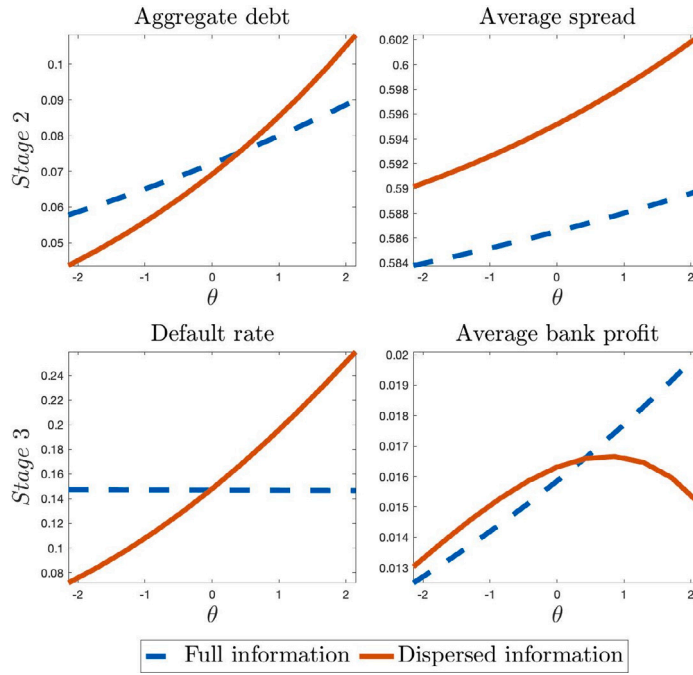 Aggregate debt
Average spread
Stage 2
0.1
0.09
0.08
0.07
0.06
0.05
-2 -1 0 1 2
θ
0.602
0.6
0.598
0.596
0.594
0.592
0.59
0.588
0.586
0.584
-2 -1 0 1 2
θ
Default rate
Average bank profit
Stage 3
0.24
0.22
0.2
0.18
0.16
0.14
0.12
0.1
0.08
-2 -1 0 1 2
θ
0.02
0.019
0.018
0.017
0.016
0.015
0.014
0.013
-2 -1 0 1 2
θ
Full information Dispersed information